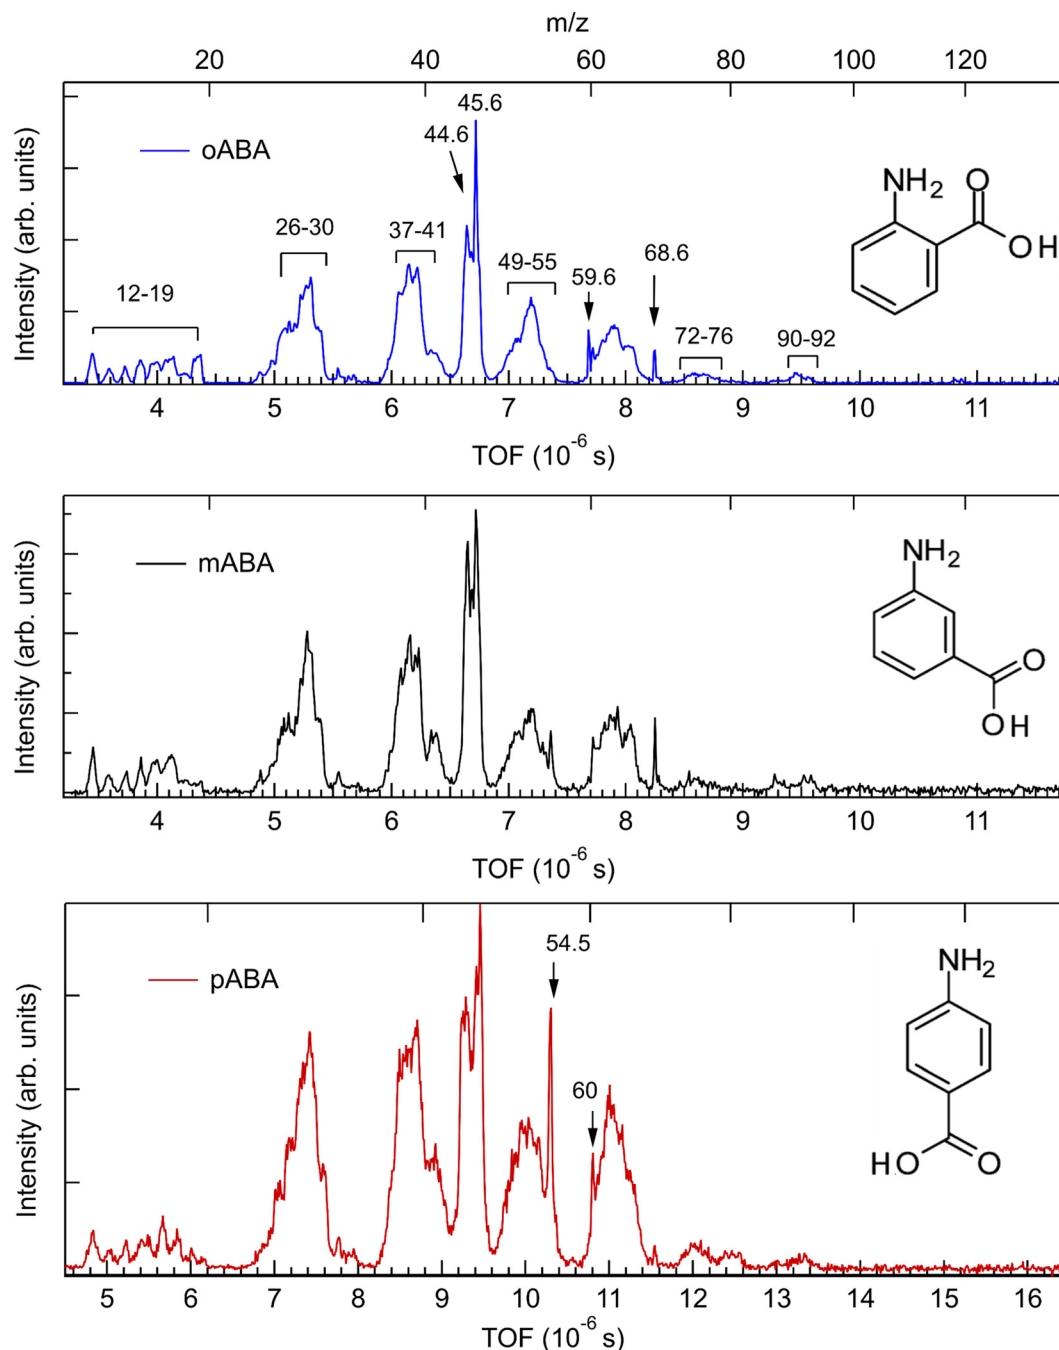 m/z
20 40 60 80 100 120
Intensity (arb. units)
oABA
12-19
26-30
37-41
44.6
45.6
49-55
59.6
68.6
72-76
90-92
NH2
O
OH
4 5 6 7 8 9 10 11
TOF (10-6 s)
Intensity (arb. units)
mABA
NH2
O
OH
4 5 6 7 8 9 10 11
TOF (10-6 s)
Intensity (arb. units)
pABA
54.5
60
NH2
HO
O
5 6 7 8 9 10 11 12 13 14 15 16
TOF (10-6 s)